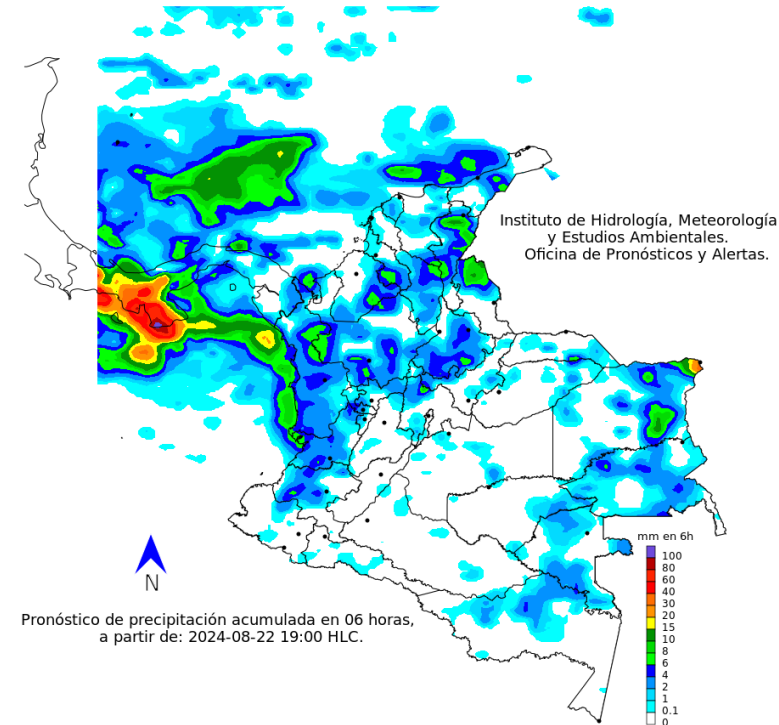 Instituto de Hidrología, Meteorología
y Estudios Ambientales.
Oficina de Pronósticos y Alertas.
mm en 6h
100
80
60
40
30
20
15
10
8
6
4
2
1
0.1
0
N
Pronóstico de precipitación acumulada en 06 horas,
a partir de: 2024-08-22 19:00 HLC.